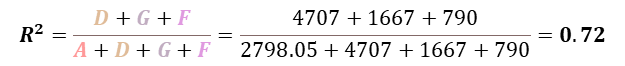 R² = (D + G + F) / (A + D + G + F) = (4707 + 1667 + 790) / (2798.05 + 4707 + 1667 + 790) = 0.72